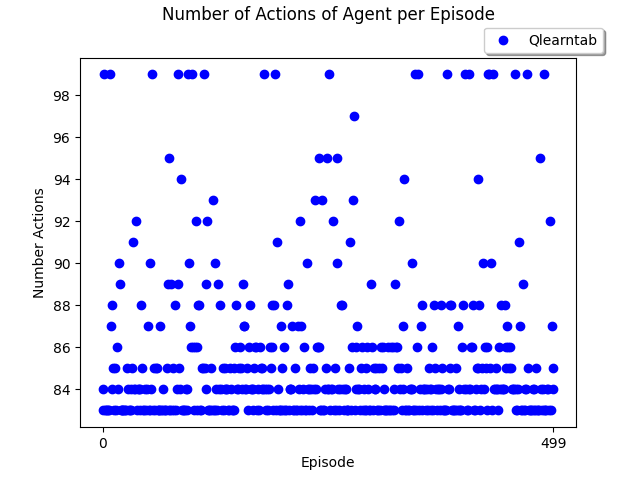 Number of Actions of Agent per Episode
Qlearntab
98
96
94
92
90
88
86
84
Number Actions
0
499
Episode